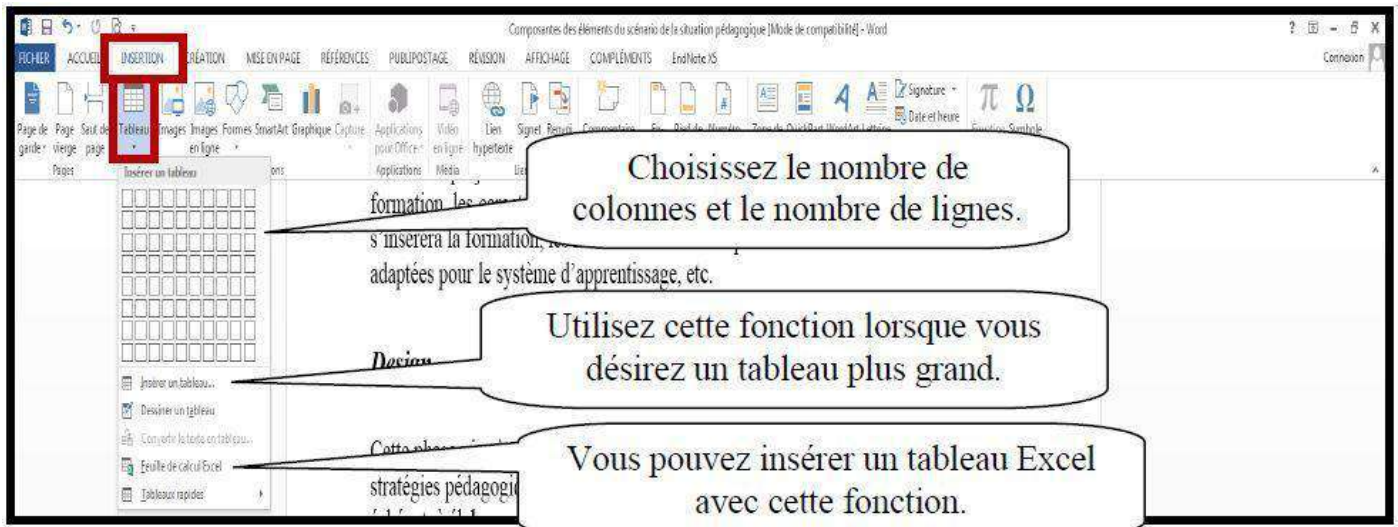 Composantes des éléments du scénario de la situation pédagogique [Mode de compatibilité] - Word
FICHIER ACCUEIL INSERTION CRÉATION MISE EN PAGE RÉFÉRENCES PUBLIPOSTAGE RÉVISION AFFICHAGE COMPLÉMENTS EndNote X5 Connexion
Page de garde Page vierge Saut de page Tableau Images Images en ligne Formes SmartArt Graphique Capture Applications pour Office Vidéo en ligne Lien hypertexte Signet Renvoi Commentaire QuickPart WordArt Signature Symbole
Date et heure
Pages Applications Média
Insérer un tableau
Choisissez le nombre de
colonnes et le nombre de lignes.
formation, les
s'insérera la formation,
adaptées pour le système d'apprentissage, etc.
Utilisez cette fonction lorsque vous
désirez un tableau plus grand.
Design
Insérer un tableau...
Dessiner un tableau
Convertir le texte en tableau...
Feuille de calcul Excel
Tableaux rapides
Cette phase
stratégies
Vous pouvez insérer un tableau Excel
avec cette fonction.